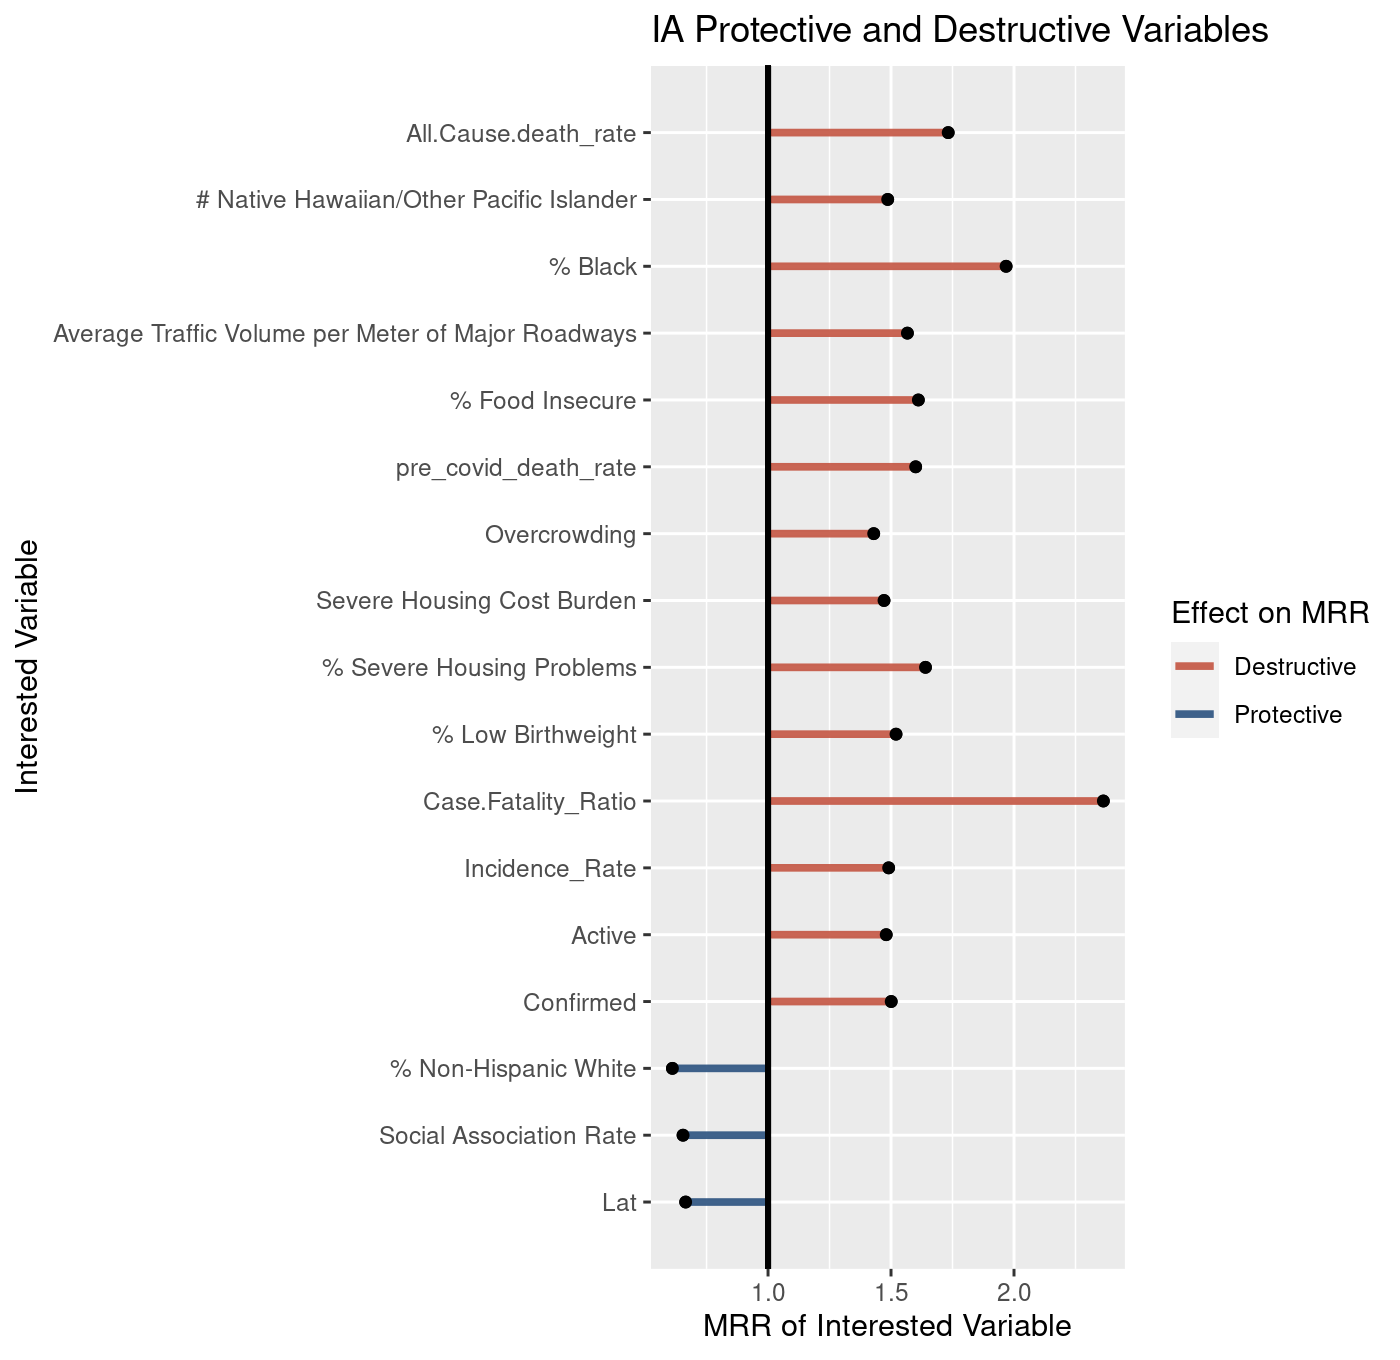 IA Protective and Destructive Variables
All.Cause.death_rate
# Native Hawaiian/Other Pacific Islander
% Black
Average Traffic Volume per Meter of Major Roadways
% Food Insecure
pre_covid_death_rate
Overcrowding
Severe Housing Cost Burden
% Severe Housing Problems
% Low Birthweight
Case.Fatality_Ratio
Incidence_Rate
Active
Confirmed
% Non-Hispanic White
Social Association Rate
Lat
Interested Variable
1.0 1.5 2.0
MRR of Interested Variable
Effect on MRR
Destructive
Protective